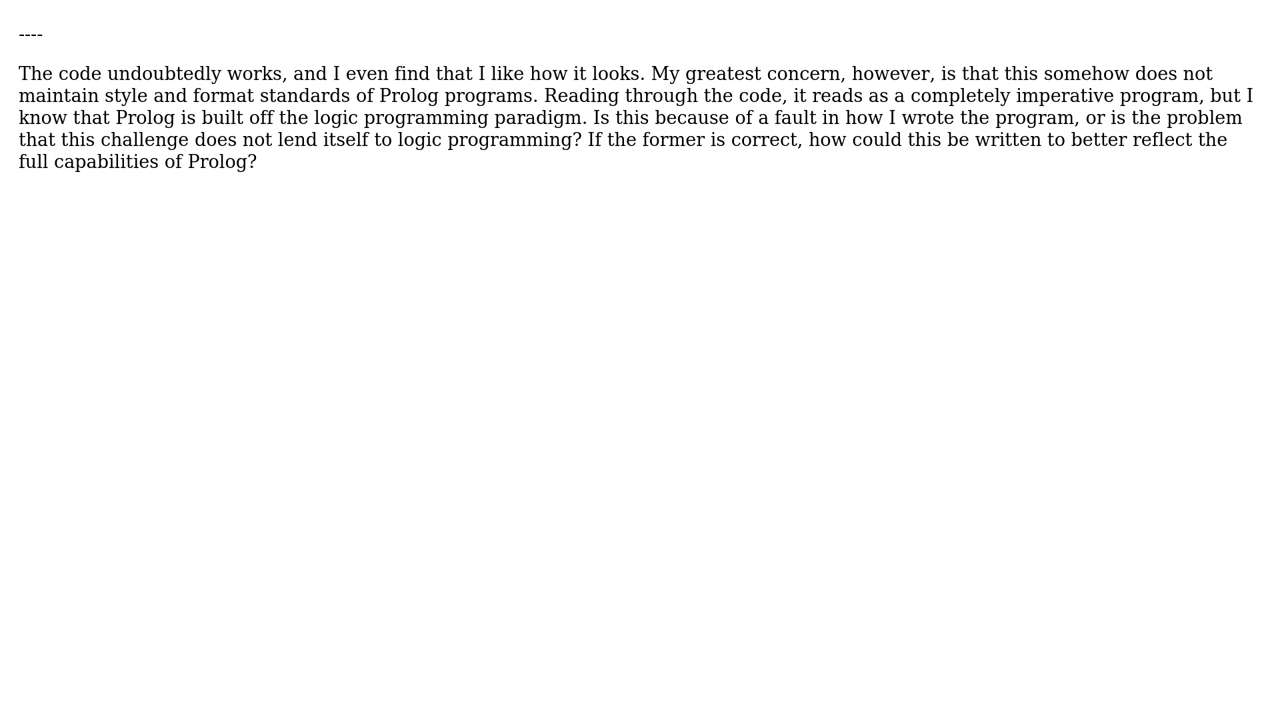 ----
The code undoubtedly works, and I even find that I like how it looks. My greatest concern, however, is that this somehow does not
maintain style and format standards of Prolog programs. Reading through the code, it reads as a completely imperative program, but I
know that Prolog is built off the logic programming paradigm. Is this because of a fault in how I wrote the program, or is the problem
that this challenge does not lend itself to logic programming? If the former is correct, how could this be written to better reflect the
full capabilities of Prolog?